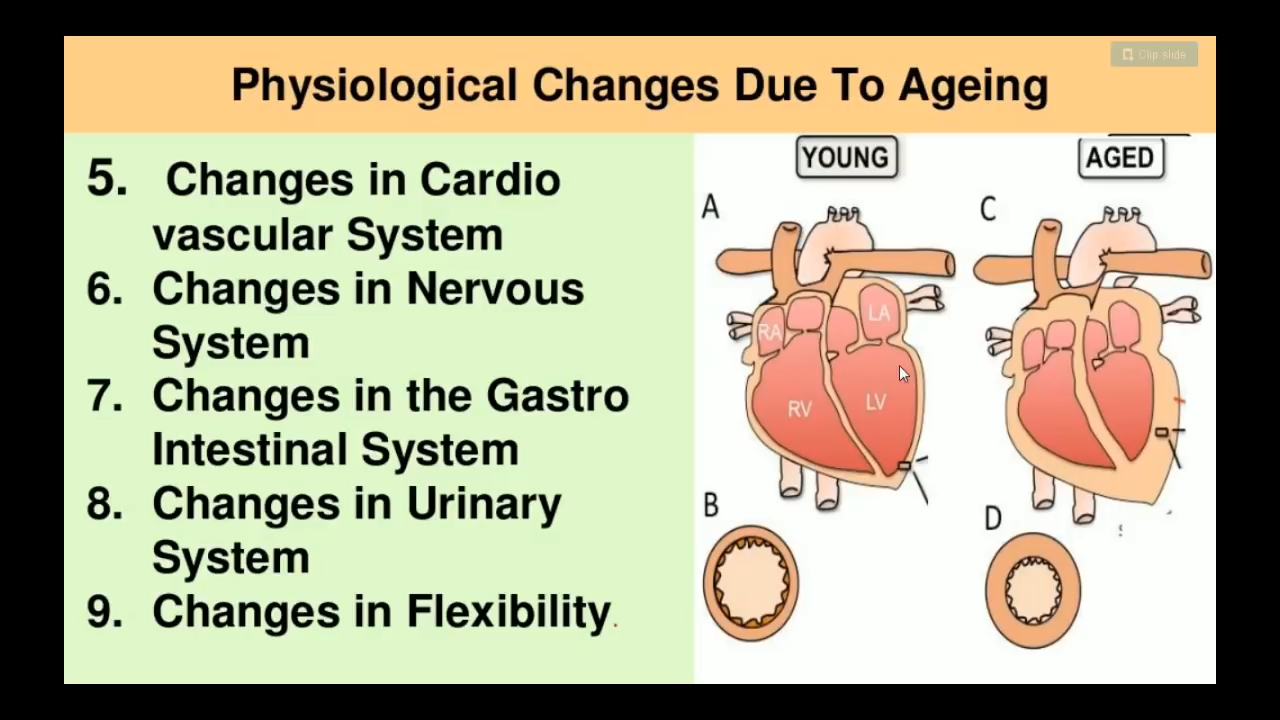 Clip slide
Physiological Changes Due To Ageing
5. Changes in Cardio
vascular System
6. Changes in Nervous
System
7. Changes in the Gastro
Intestinal System
8. Changes in Urinary
System
9. Changes in Flexibility.
YOUNG
AGED
A
C
LA
RA
RV
LV
B
D